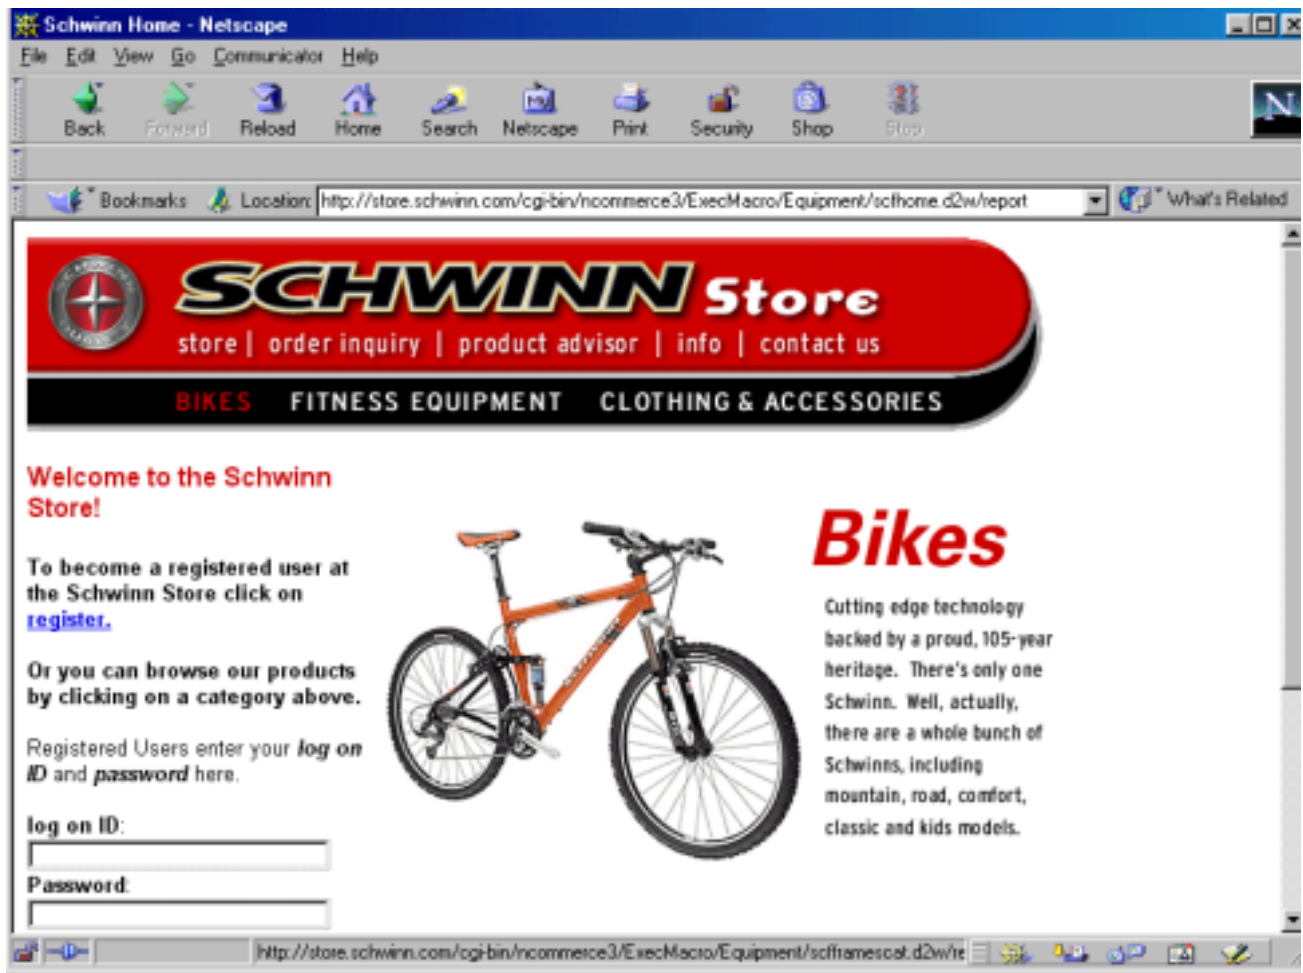 Schwinn Home - Netscape
File Edit View Go Communicator Help
Back Forward Reload Home Search Netscape Print Security Shop Stop
N
Bookmarks Location: http://store.schwinn.com/cgi-bin/ncommerce3/ExecMacro/Equipment/scfhome.d2w/report What's Related
SCHWINN Store
store | order inquiry | product advisor | info | contact us
BIKES FITNESS EQUIPMENT CLOTHING & ACCESSORIES
Welcome to the Schwinn
Store!
To become a registered user at
the Schwinn Store click on
register.
Or you can browse our products
by clicking on a category above.
Registered Users enter your log on
ID and password here.
log on ID:
Password:
Bikes
Cutting edge technology
backed by a proud, 105-year
heritage. There's only one
Schwinn. Well, actually,
there are a whole bunch of
Schwinns, including
mountain, road, comfort,
classic and kids models.
http://store.schwinn.com/cgi-bin/ncommerce3/ExecMacro/Equipment/scfframescat.d2w/re